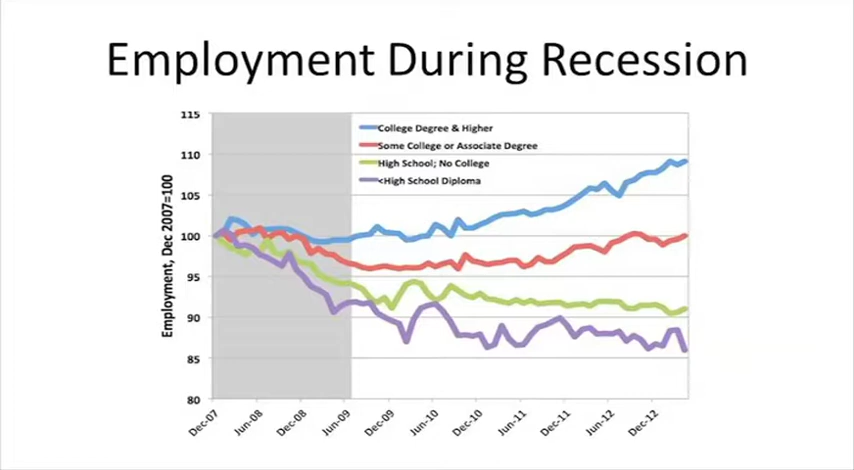 Employment During Recession
115
110
105
100
95
90
85
80
Employment, Dec 2007=100
College Degree & Higher
Some College or Associate Degree
High School; No College
<High School Diploma
Dec-07
Jun-08
Dec-08
Jun-09
Dec-09
Jun-10
Dec-10
Jun-11
Dec-11
Jun-12
Dec-12